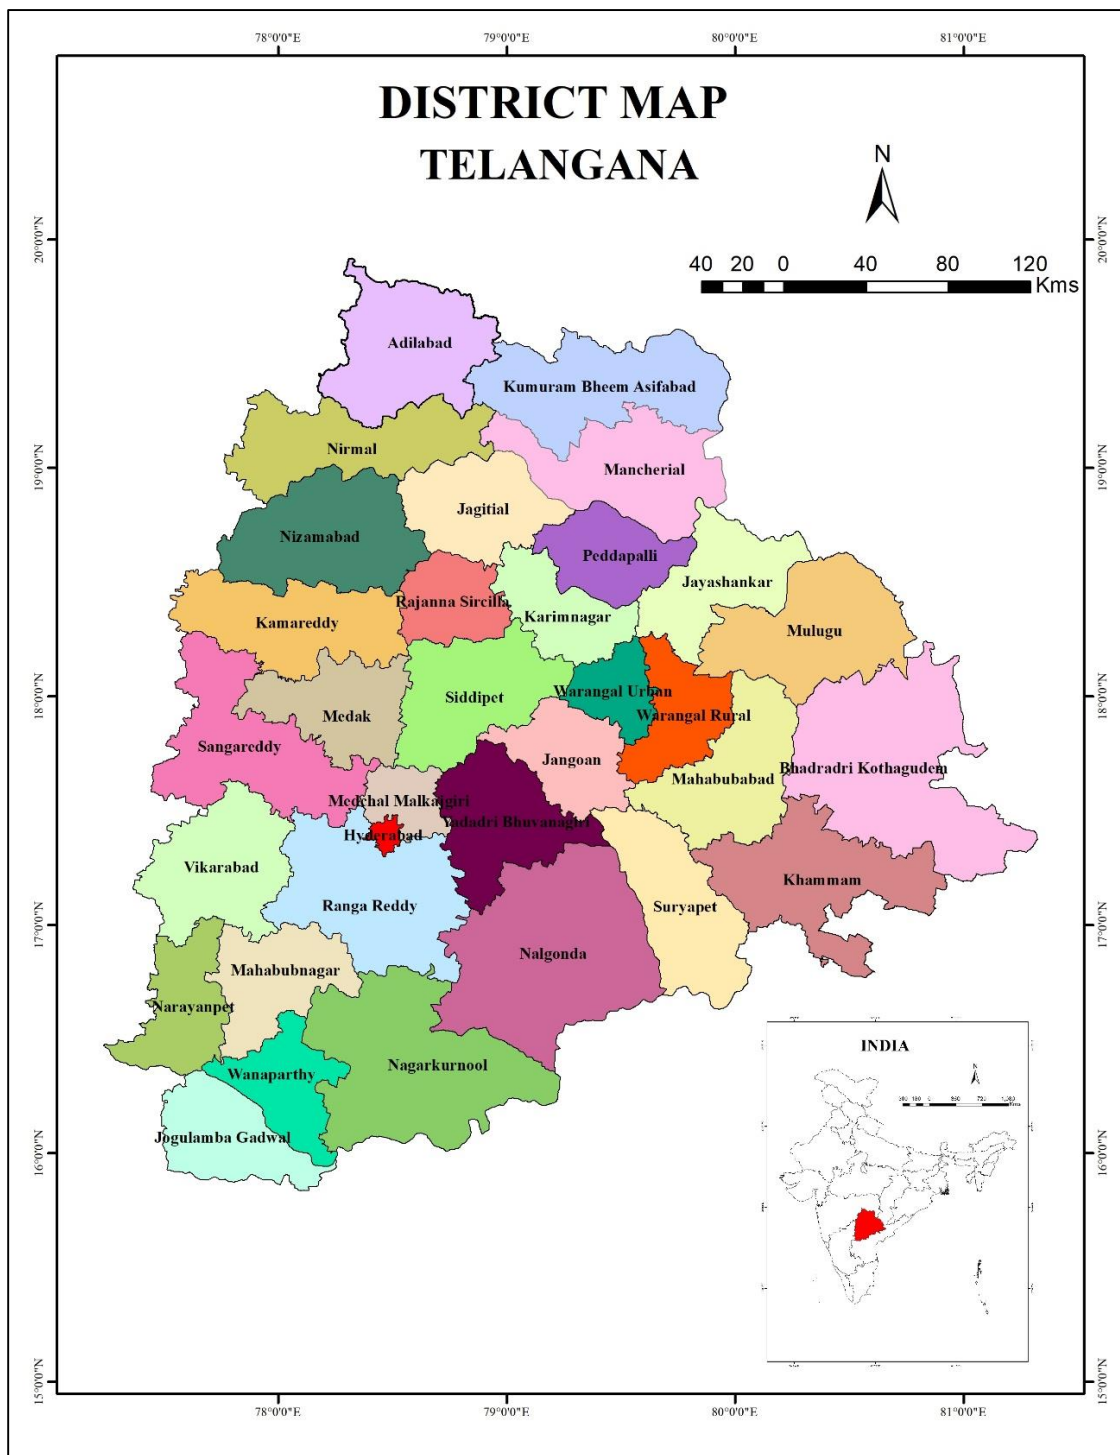 78°0'0"E 79°0'0"E 80°0'0"E 81°0'0"E
DISTRICT MAP
TELANGANA
N
20°0'0"N 20°0'0"N
40 20 0 40 80 120
Kms
Adilabad
Kumuram Bheem Asifabad
Nirmal
Mancherial
19°0'0"N 19°0'0"N
Jagitial
Nizamabad
Peddapalli
Jayashankar
Rajanna Sircilla
Karimnagar
Kamareddy
Mulugu
18°0'0"N 18°0'0"N
Siddipet
Warangal Urban
Medak
Warangal Rural
Sangareddy
Jangoan
Mahabubabad
Bhadradri Kothagudem
Medchal Malkajgiri
Yadadri Bhuvanagiri
Hyderabad
Vikarabad
Khammam
Ranga Reddy
Suryapet
17°0'0"N 17°0'0"N
Nalgonda
Mahabubnagar
Narayanpet
Nagarkurnool
Wanaparthy
INDIA
N
Jogulamba Gadwal
16°0'0"N 16°0'0"N
15°0'0"N 15°0'0"N
78°0'0"E 79°0'0"E 80°0'0"E 81°0'0"E